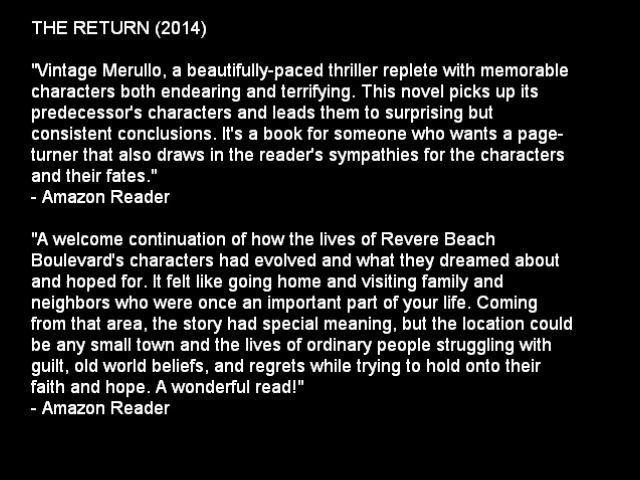 THE RETURN (2014)
"Vintage Merullo, a beautifully-paced thriller replete with memorable
characters both endearing and terrifying. This novel picks up its
predecessor's characters and leads them to surprising but
consistent conclusions. It's a book for someone who wants a page-
turner that also draws in the reader's sympathies for the characters
and their fates."
- Amazon Reader
"A welcome continuation of how the lives of Revere Beach
Boulevard's characters had evolved and what they dreamed about
and hoped for. It felt like going home and visiting family and
neighbors who were once an important part of your life. Coming
from that area, the story had special meaning, but the location could
be any small town and the lives of ordinary people struggling with
guilt, old world beliefs, and regrets while trying to hold onto their
faith and hope. A wonderful read!"
- Amazon Reader